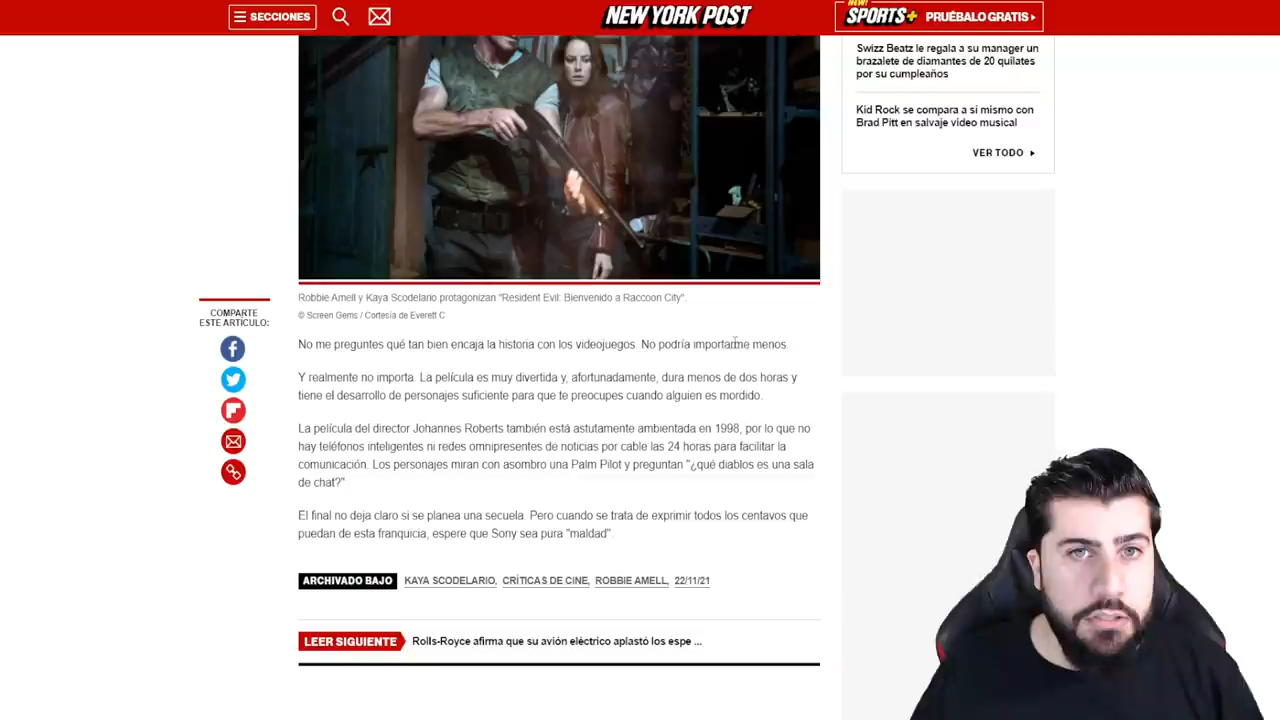 SECCIONES
NEW YORK POST
NEW!
SPORTS+
PRUÉBALO GRATIS
Swizz Beatz le regala a su manager un
brazalete de diamantes de 20 quilates
por su cumpleaños
Kid Rock se compara a sí mismo con
Brad Pitt en salvaje video musical
VER TODO
COMPARTE
ESTE ARTÍCULO:
Robbie Amell y Kaya Scodelario protagonizan "Resident Evil: Bienvenido a Raccoon City".
© Screen Gems / Cortesía de Everett C
No me preguntes qué tan bien encaja la historia con los videojuegos. No podría importarme menos.
Y realmente no importa. La película es muy divertida y, afortunadamente, dura menos de dos horas y
tiene el desarrollo de personajes suficiente para que te preocupes cuando alguien es mordido.
La película del director Johannes Roberts también está astutamente ambientada en 1998, por lo que no
hay teléfonos inteligentes ni redes omnipresentes de noticias por cable las 24 horas para facilitar la
comunicación. Los personajes miran con asombro una Palm Pilot y preguntan "¿qué diablos es una sala
de chat?"
El final no deja claro si se planea una secuela. Pero cuando se trata de exprimir todos los centavos que
puedan de esta franquicia, espere que Sony sea pura "maldad".
ARCHIVADO BAJO KAYA SCODELARIO, CRÍTICAS DE CINE, ROBBIE AMELL, 22/11/21
LEER SIGUIENTE Rolls-Royce afirma que su avión eléctrico aplastó los espe ...